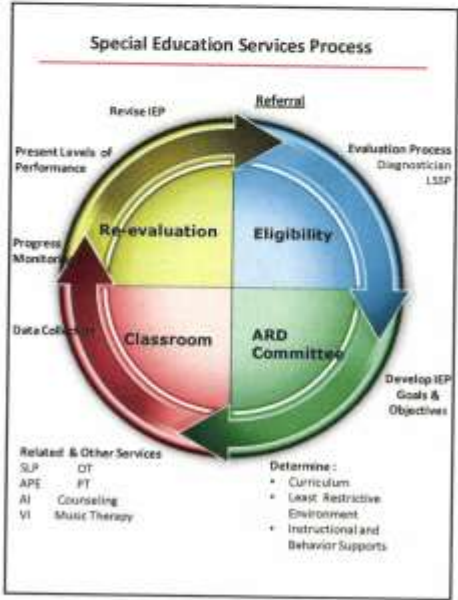 Special Education Services Process
Referral
Revise IEP
Present Levels of
Performance
Evaluation Process
Diagnostician
LSSP
Re-evaluation
Eligibility
Progress
Monitoring
Data Collection
Classroom
ARD
Committee
Develop IEP
Goals &
Objectives
Related & Other Services
SLP OT
APE PT
AI Counseling
VI Music Therapy
Determine :
• Curriculum
• Least Restrictive
Environment
• Instructional and
Behavior Supports